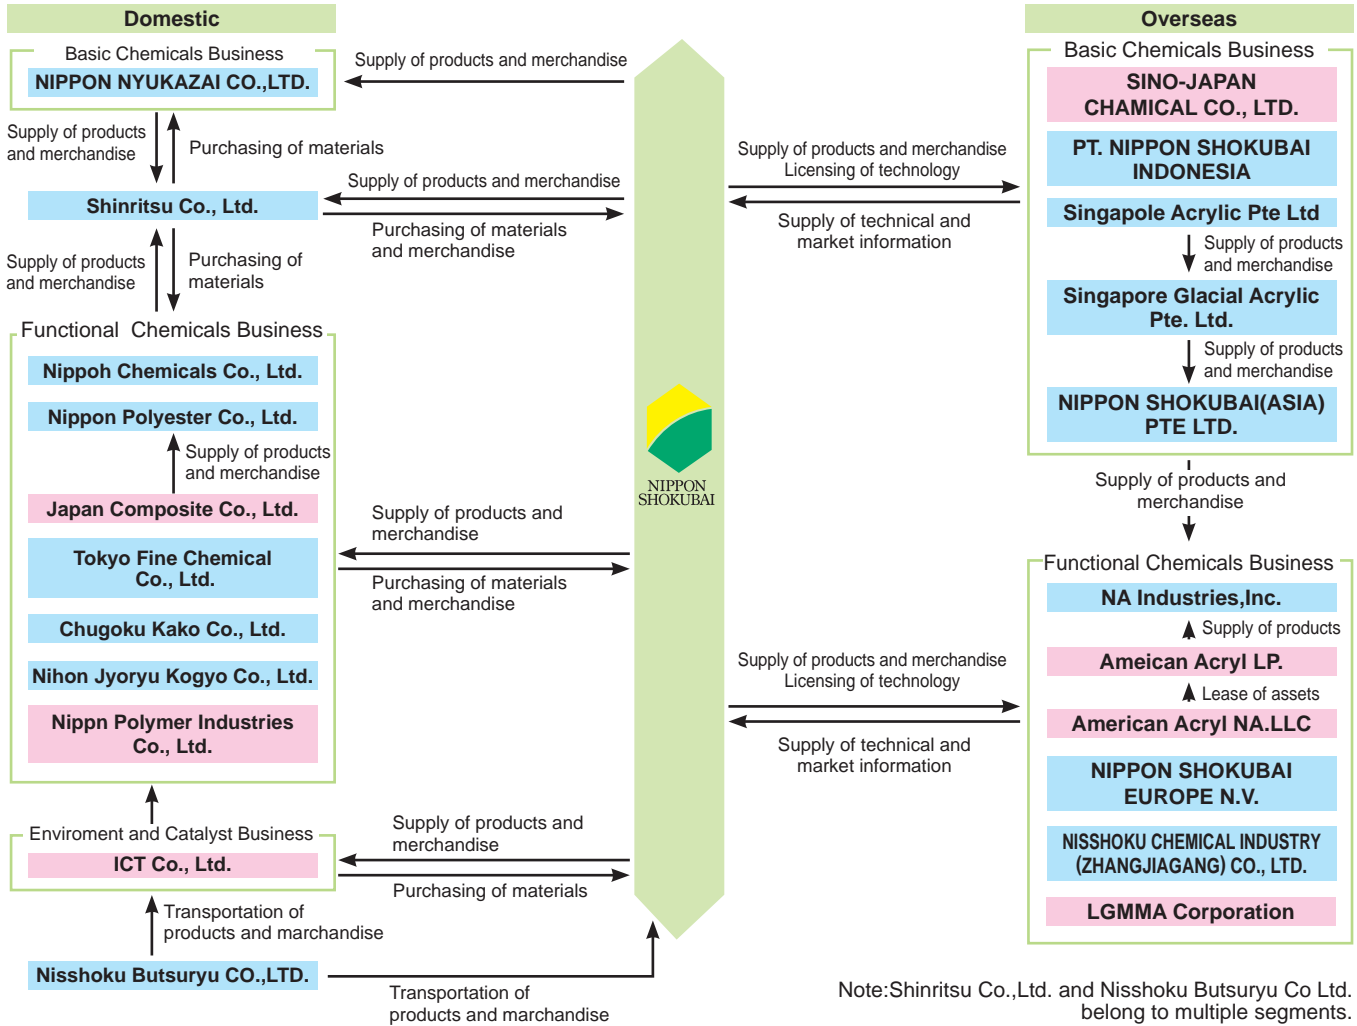 Domestic
Basic Chemicals Business
NIPPON NYUKAZAI CO.,LTD.
Supply of products
and merchandise
Purchasing of materials
Shinritsu Co., Ltd.
Supply of products
and merchandise
Purchasing of
materials
Functional Chemicals Business
Nippoh Chemicals Co., Ltd.
Nippon Polyester Co., Ltd.
Supply of products
and merchandise
Japan Composite Co., Ltd.
Tokyo Fine Chemical
Co., Ltd.
Chugoku Kako Co., Ltd.
Nihon Jyoryu Kogyo Co., Ltd.
Nippn Polymer Industries
Co., Ltd.
Enviroment and Catalyst Business
ICT Co., Ltd.
Transportation of
products and marchandise
Nisshoku Butsuryu CO.,LTD.
Supply of products and merchandise
Supply of products and merchandise
Purchasing of materials
and merchandise
Supply of products and
merchandise
Purchasing of materials
and merchandise
Supply of products and
merchandise
Purchasing of materials
Transportation of
products and marchandise
NIPPON
SHOKUBAI
Supply of products and merchandise
Licensing of technology
Supply of technical and
market information
Supply of products and merchandise
Licensing of technology
Supply of technical and
market information
Overseas
Basic Chemicals Business
SINO-JAPAN
CHAMICAL CO., LTD.
PT. NIPPON SHOKUBAI
INDONESIA
Singapole Acrylic Pte Ltd
Supply of products
and merchandise
Singapore Glacial Acrylic
Pte. Ltd.
Supply of products
and merchandise
NIPPON SHOKUBAI(ASIA)
PTE LTD.
Supply of products and
merchandise
Functional Chemicals Business
NA Industries,Inc.
Supply of products
Ameican Acryl LP.
Lease of assets
American Acryl NA.LLC
NIPPON SHOKUBAI
EUROPE N.V.
NISSHOKU CHEMICAL INDUSTRY
(ZHANGJIAGANG) CO., LTD.
LGMMA Corporation
Note:Shinritsu Co.,Ltd. and Nisshoku Butsuryu Co Ltd.
belong to multiple segments.